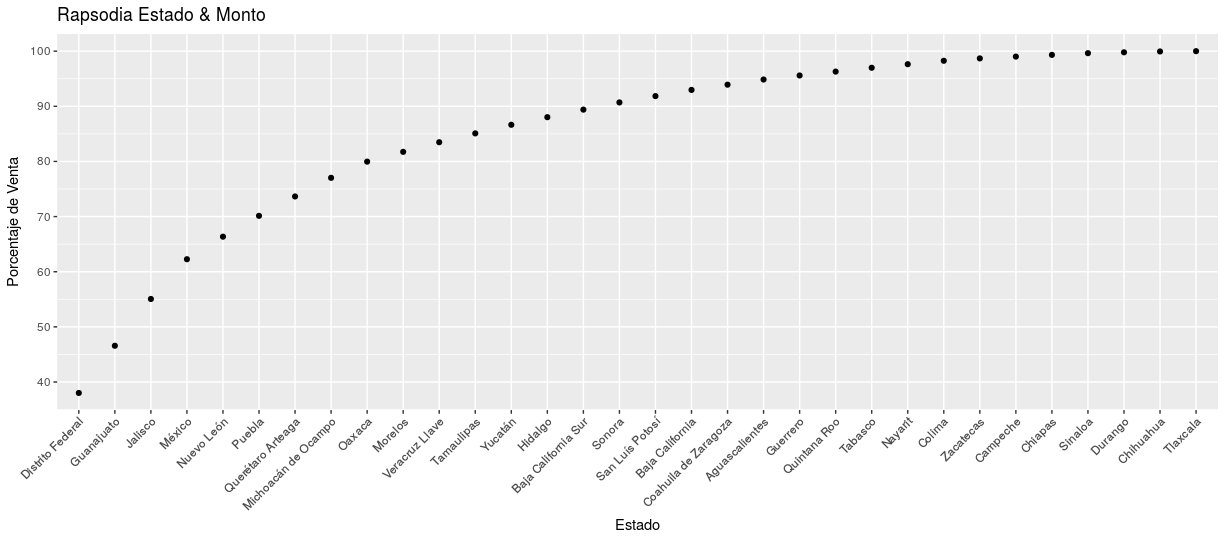 Rapsodia Estado & Monto
Porcentaje de Venta
100
90
80
70
60
50
40
Distrito Federal
Guanajuato
Jalisco
México
Nuevo León
Puebla
Querétaro Arteaga
Michoacán de Ocampo
Oaxaca
Morelos
Veracruz Llave
Tamaulipas
Yucatán
Hidalgo
Baja California Sur
Sonora
San Luís Potosí
Baja California
Coahuila de Zaragoza
Aguascalientes
Guerrero
Quintana Roo
Tabasco
Nayarit
Colima
Zacatecas
Campeche
Chiapas
Sinaloa
Durango
Chihuahua
Tlaxcala
Estado